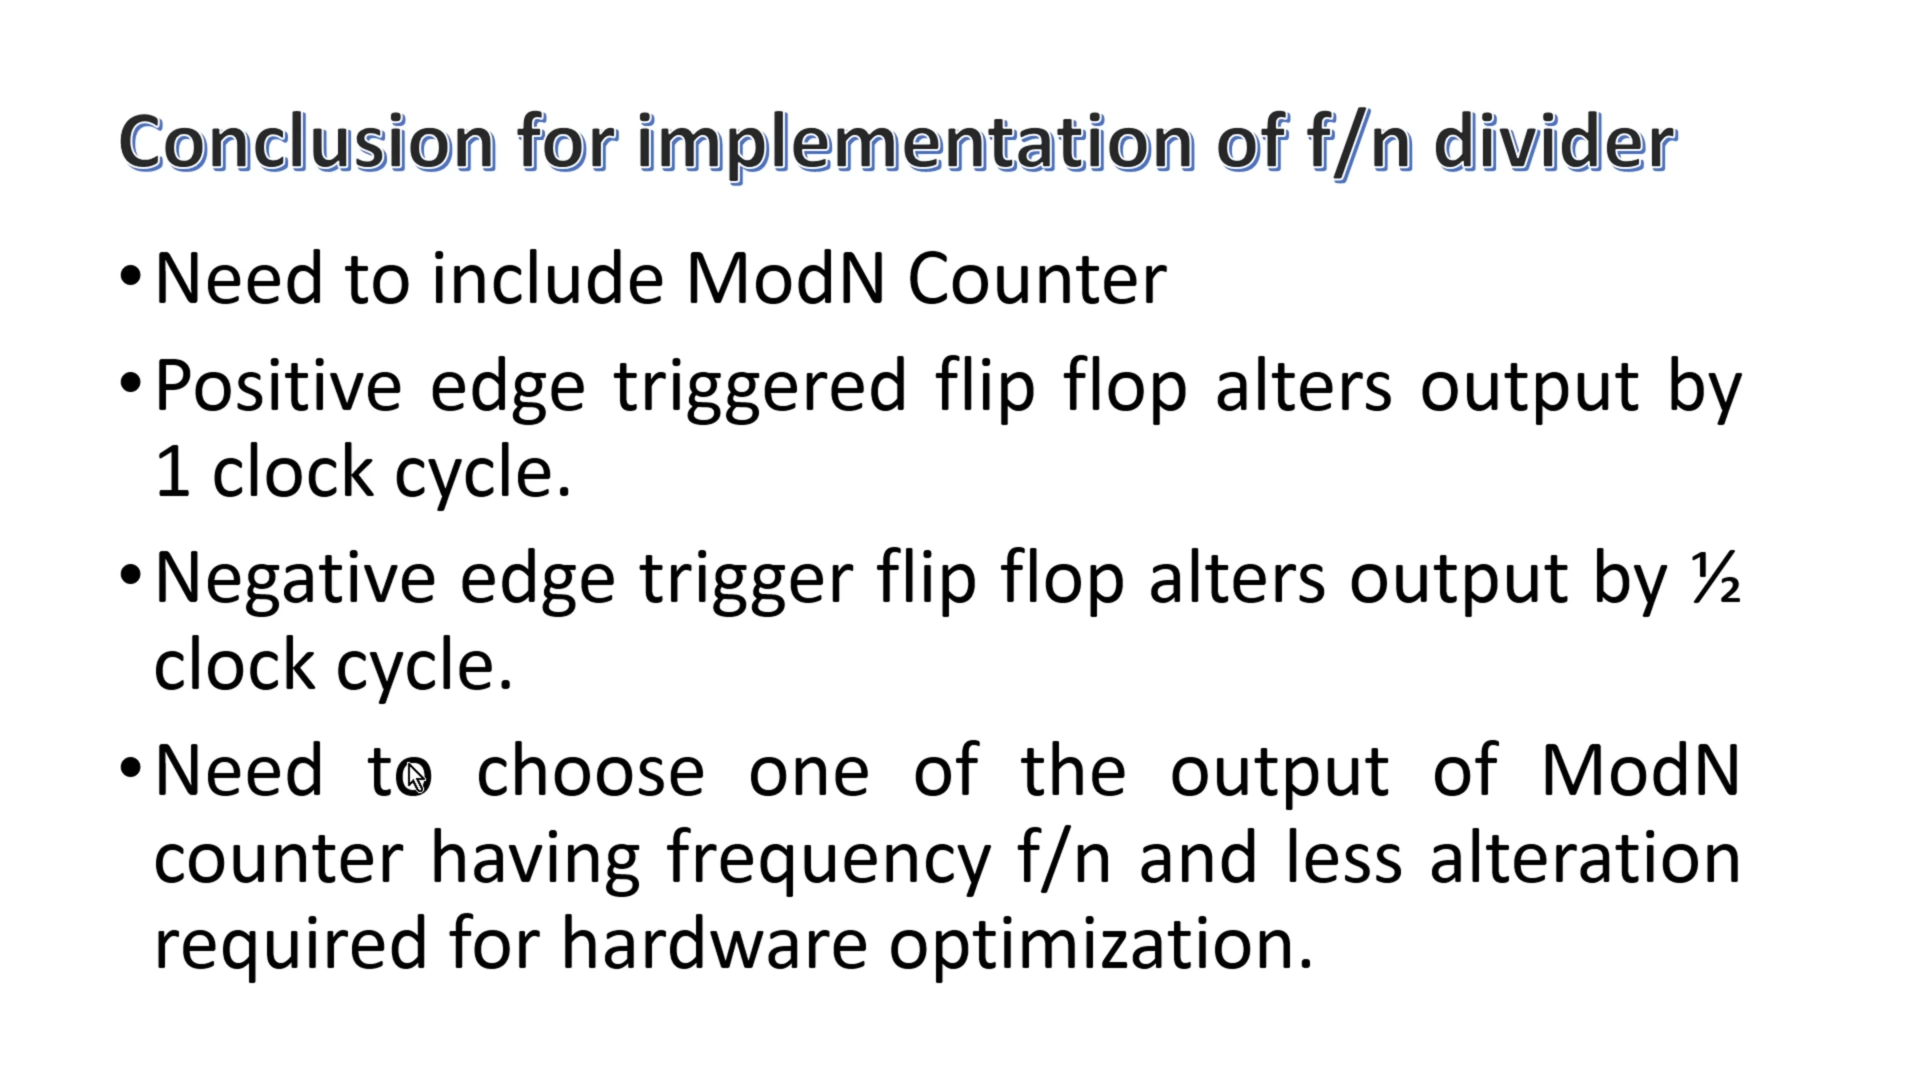 Conclusion for implementation of f/n divider
•Need to include ModN Counter
•Positive edge triggered flip flop alters output by
1 clock cycle.
•Negative edge trigger flip flop alters output by ½
clock cycle.
•Need to choose one of the output of ModN
counter having frequency f/n and less alteration
required for hardware optimization.